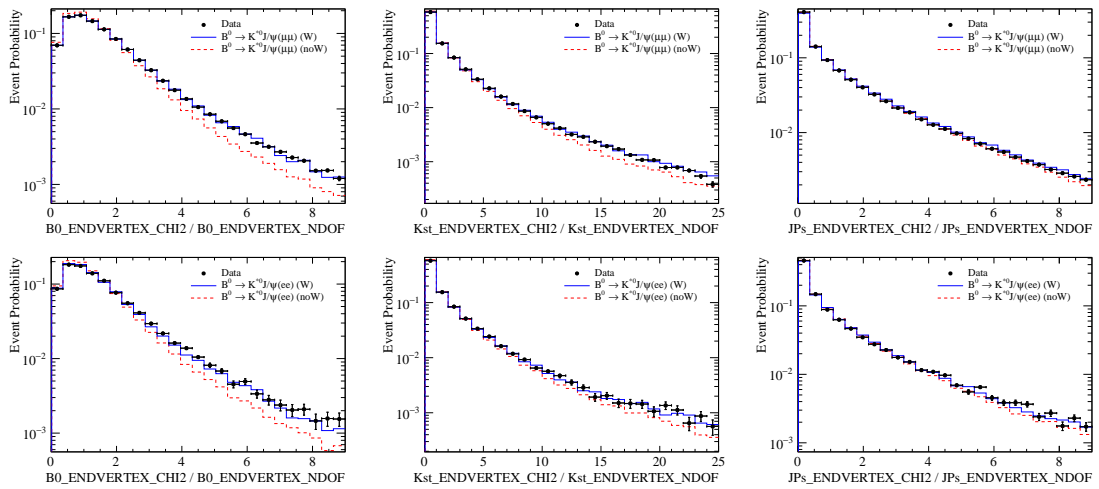 Event Probability
10⁻¹
10⁻²
10⁻³
Data
B⁰ → K*⁰J/ψ(μμ) (W)
B⁰ → K*⁰J/ψ(μμ) (noW)
0 2 4 6 8
B0_ENDVERTEX_CHI2 / B0_ENDVERTEX_NDOF
Event Probability
10⁻¹
10⁻²
10⁻³
Data
B⁰ → K*⁰J/ψ(μμ) (W)
B⁰ → K*⁰J/ψ(μμ) (noW)
0 5 10 15 20 25
Kst_ENDVERTEX_CHI2 / Kst_ENDVERTEX_NDOF
Event Probability
10⁻¹
10⁻²
Data
B⁰ → K*⁰J/ψ(μμ) (W)
B⁰ → K*⁰J/ψ(μμ) (noW)
0 2 4 6 8
JPs_ENDVERTEX_CHI2 / JPs_ENDVERTEX_NDOF
Event Probability
10⁻¹
10⁻²
10⁻³
Data
B⁰ → K*⁰J/ψ(ee) (W)
B⁰ → K*⁰J/ψ(ee) (noW)
0 2 4 6 8
B0_ENDVERTEX_CHI2 / B0_ENDVERTEX_NDOF
Event Probability
10⁻¹
10⁻²
10⁻³
Data
B⁰ → K*⁰J/ψ(ee) (W)
B⁰ → K*⁰J/ψ(ee) (noW)
0 5 10 15 20 25
Kst_ENDVERTEX_CHI2 / Kst_ENDVERTEX_NDOF
Event Probability
10⁻¹
10⁻²
10⁻³
Data
B⁰ → K*⁰J/ψ(ee) (W)
B⁰ → K*⁰J/ψ(ee) (noW)
0 2 4 6 8
JPs_ENDVERTEX_CHI2 / JPs_ENDVERTEX_NDOF